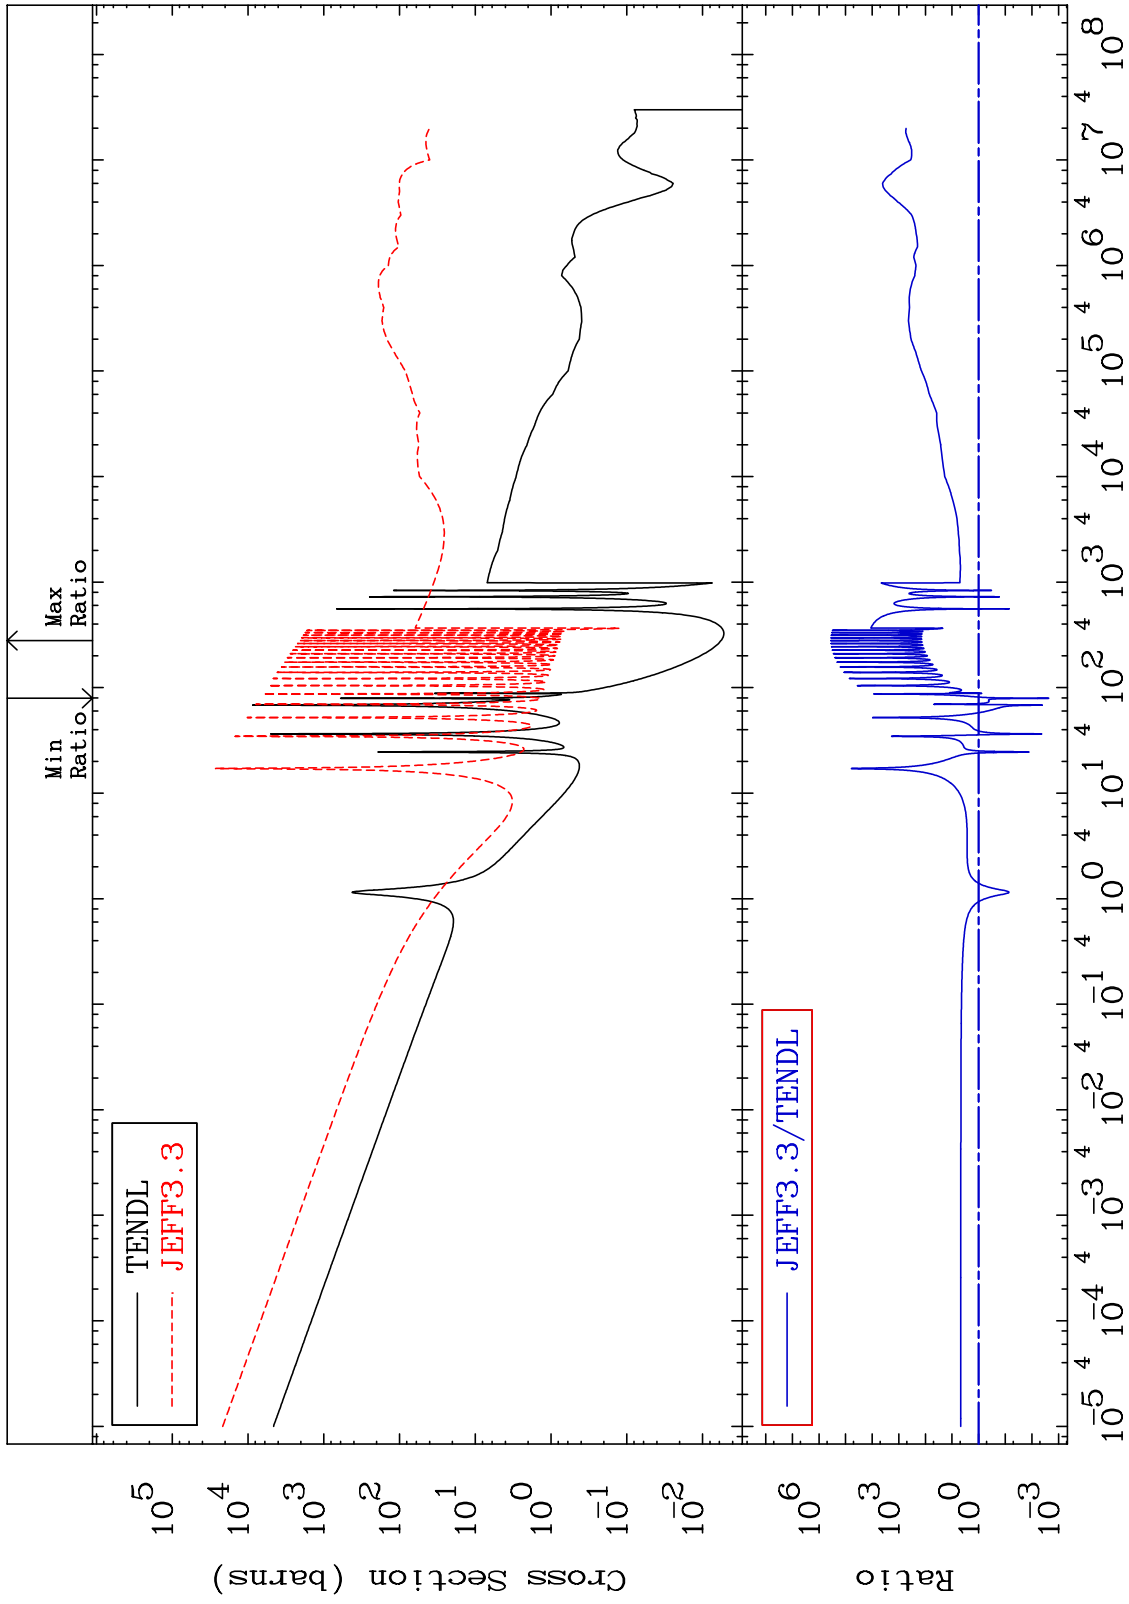 Min
Ratio
Max
Ratio
Cross Section (barns)
10^5
10^4
10^3
10^2
10^1
10^0
10^-1
10^-2
TENDL
JEFF3.3
Ratio
10^6
10^3
10^0
10^-3
JEFF3.3/TENDL
10^-5 4 10^-4 4 10^-3 4 10^-2 4 10^-1 4 10^0 4 10^1 4 10^2 4 10^3 4 10^4 4 10^5 4 10^6 4 10^7 4 10^8